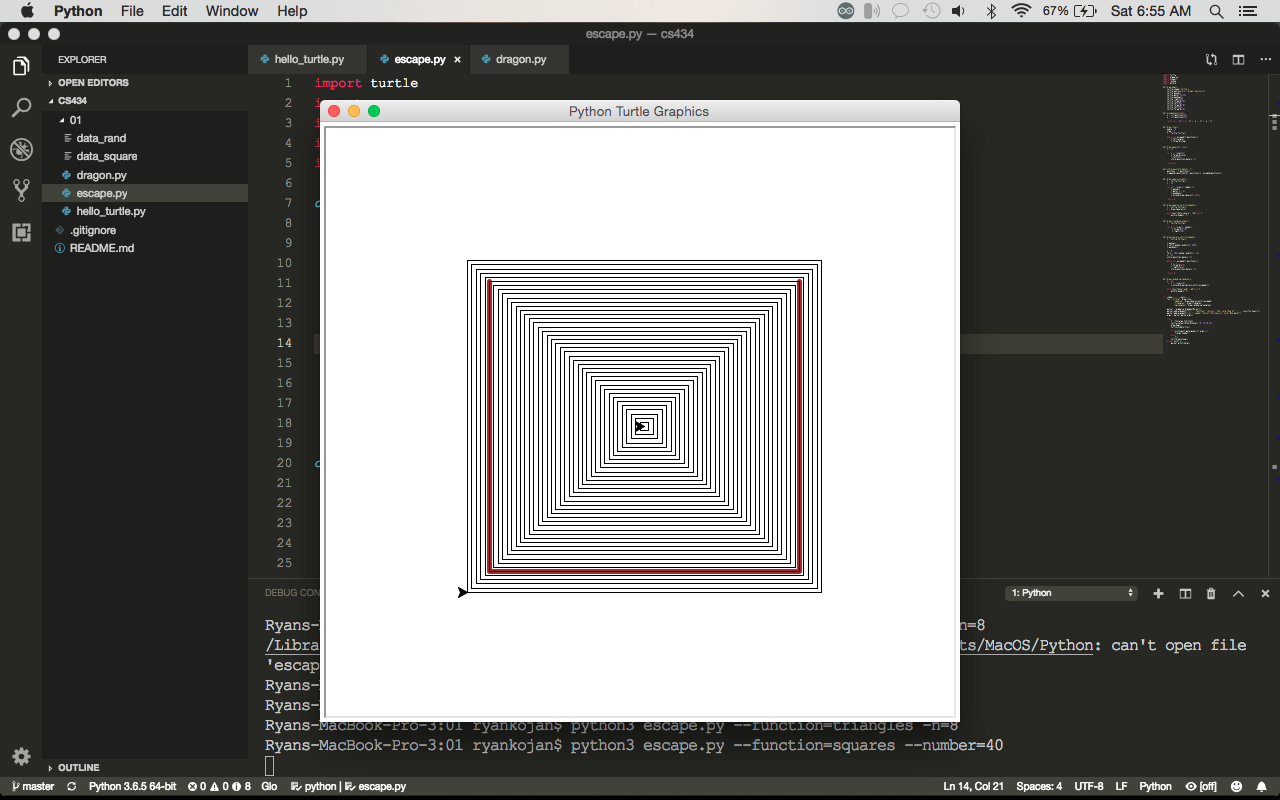 Python File Edit Window Help 67% Sat 6:55 AM
escape.py — cs434
EXPLORER
hello_turtle.py escape.py × dragon.py
OPEN EDITORS
CS434
01
data_rand
data_square
dragon.py
escape.py
hello_turtle.py
.gitignore
README.md
OUTLINE
1 import turtle
2
3
4
5
6
7
8
9
10
11
12
13
14
15
16
17
18
19
20
21
22
23
24
25
Python Turtle Graphics
DEBUG CON
1: Python
Ryans- n=8
/Libra ts/MacOS/Python: can't open file
'escap
Ryans-
Ryans-
Ryans-MacBook-Pro-3:01 ryankojan$ python3 escape.py --function=triangles -n=8
Ryans-MacBook-Pro-3:01 ryankojan$ python3 escape.py --function=squares --number=40
master Python 3.6.5 64-bit 0 0 8 Glo python | escape.py Ln 14, Col 21 Spaces: 4 UTF-8 LF Python [off]